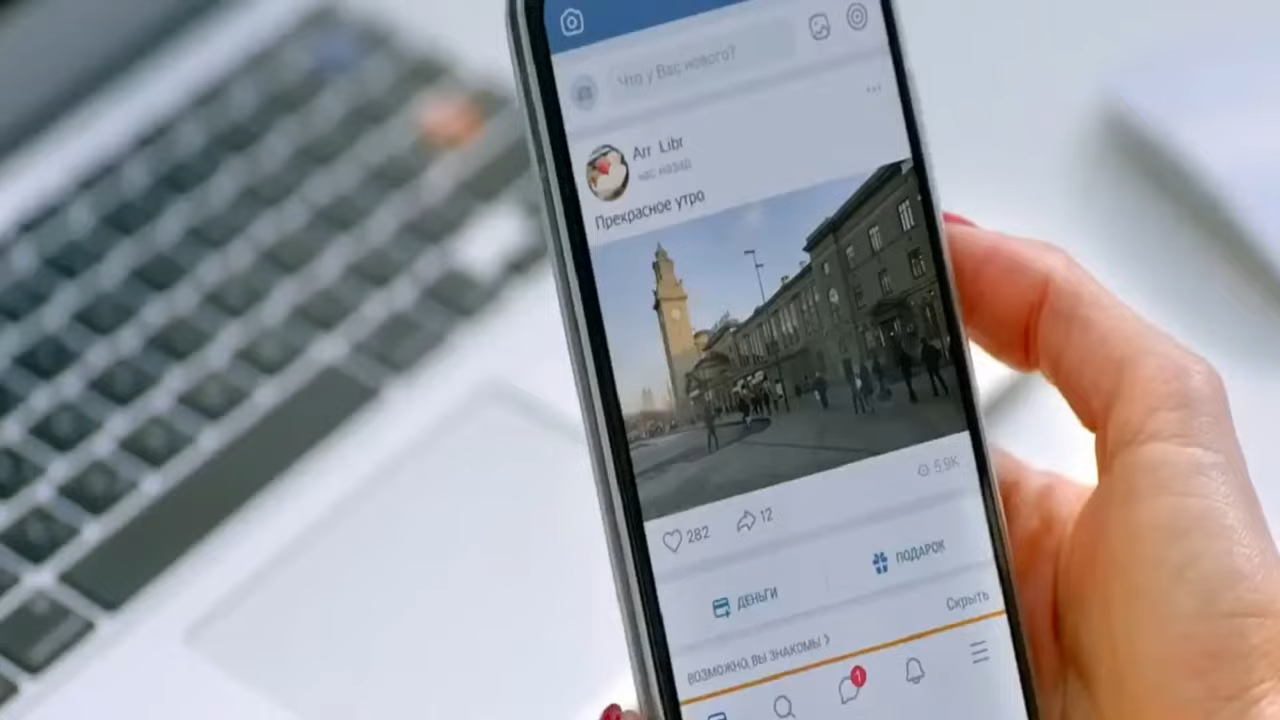 Что у Вас нового?
Arr Libr
час назад
Прекрасное утро
5,9K
282
12
ДЕНЬГИ
ПОДАРОК
Скрыть
ВОЗМОЖНО, ВЫ ЗНАКОМЫ
1